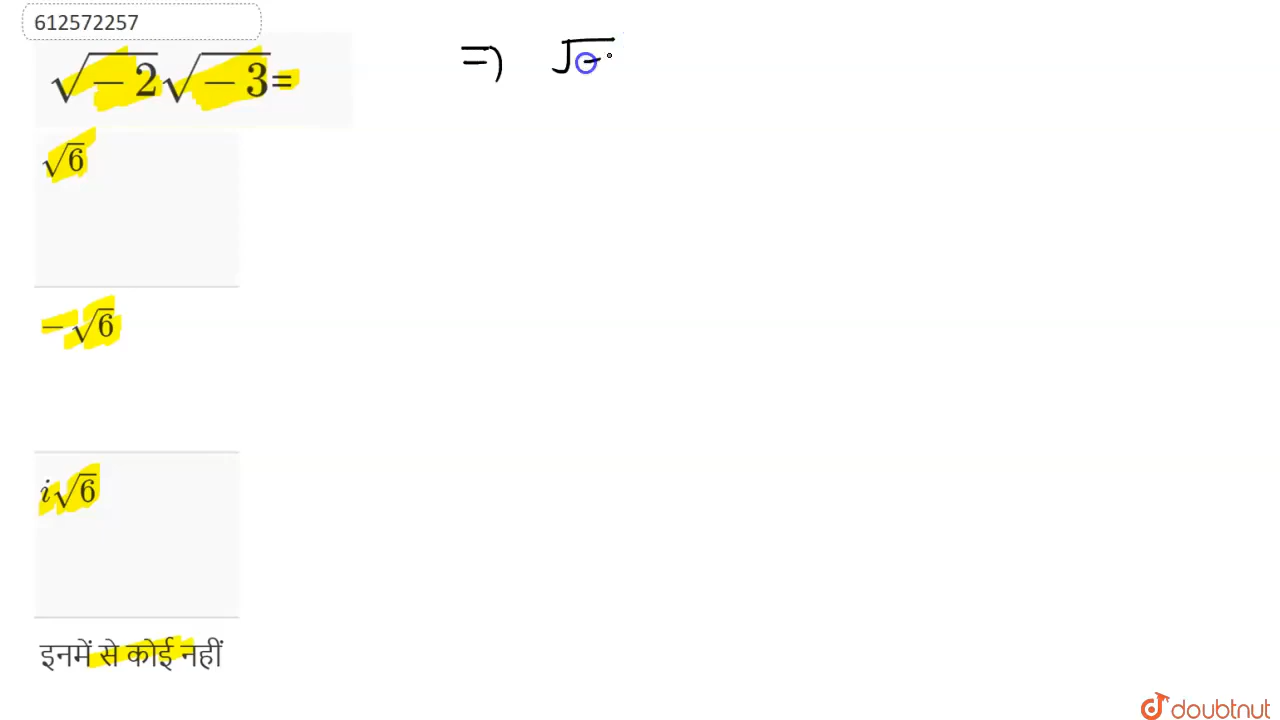 612572257
√-2√-3=
⇒ √-
√6
-√6
i√6
इनमें से कोई नहीं
doubtnut